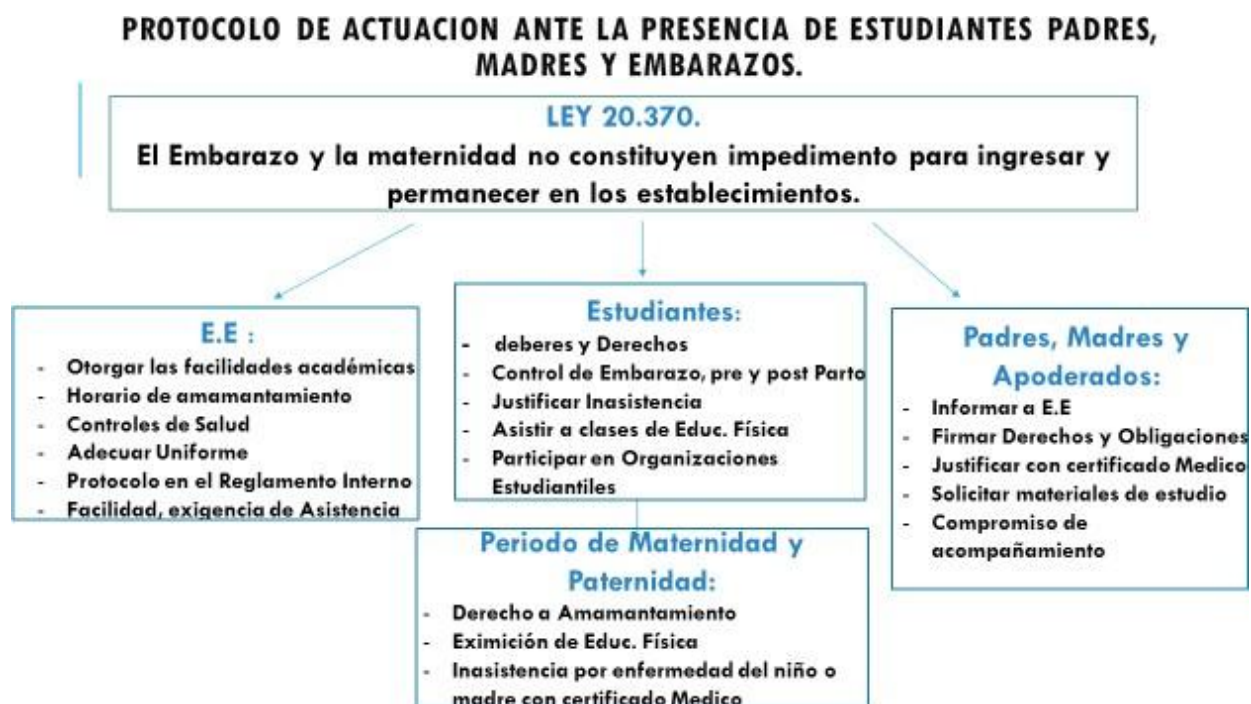 PROTOCOLO DE ACTUACION ANTE LA PRESENCIA DE ESTUDIANTES PADRES,
MADRES Y EMBARAZOS.
LEY 20.370.
El Embarazo y la maternidad no constituyen impedimento para ingresar y
permanecer en los establecimientos.
E.E :
- Otorgar las facilidades académicas
- Horario de amamantamiento
- Controles de Salud
- Adecuar Uniforme
- Protocolo en el Reglamento Interno
- Facilidad, exigencia de Asistencia
Estudiantes:
- deberes y Derechos
- Control de Embarazo, pre y post Parto
- Justificar Inasistencia
- Asistir a clases de Educ. Física
- Participar en Organizaciones
Estudiantiles
Periodo de Maternidad y
Paternidad:
- Derecho a Amamantamiento
- Eximición de Educ. Física
- Inasistencia por enfermedad del niño o
madre con certificado Medico
Padres, Madres y
Apoderados:
- Informar a E.E
- Firmar Derechos y Obligaciones
- Justificar con certificado Medico
- Solicitar materiales de estudio
- Compromiso de
acompañamiento